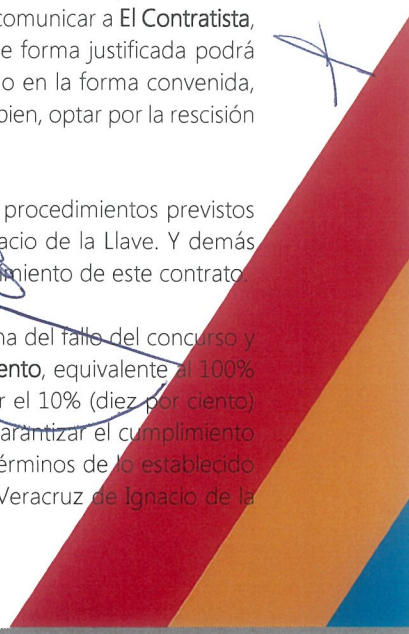 comunicar a El Contratista,
e forma justificada podrá
o en la forma convenida,
bien, optar por la rescisión
procedimientos previstos
acio de la Llave. Y demás
miento de este contrato.
na del fallo del concurso y
ento, equivalente al 100%
r el 10% (diez por ciento)
arantizar el cumplimiento
érminos de lo establecido
Veracruz de Ignacio de la